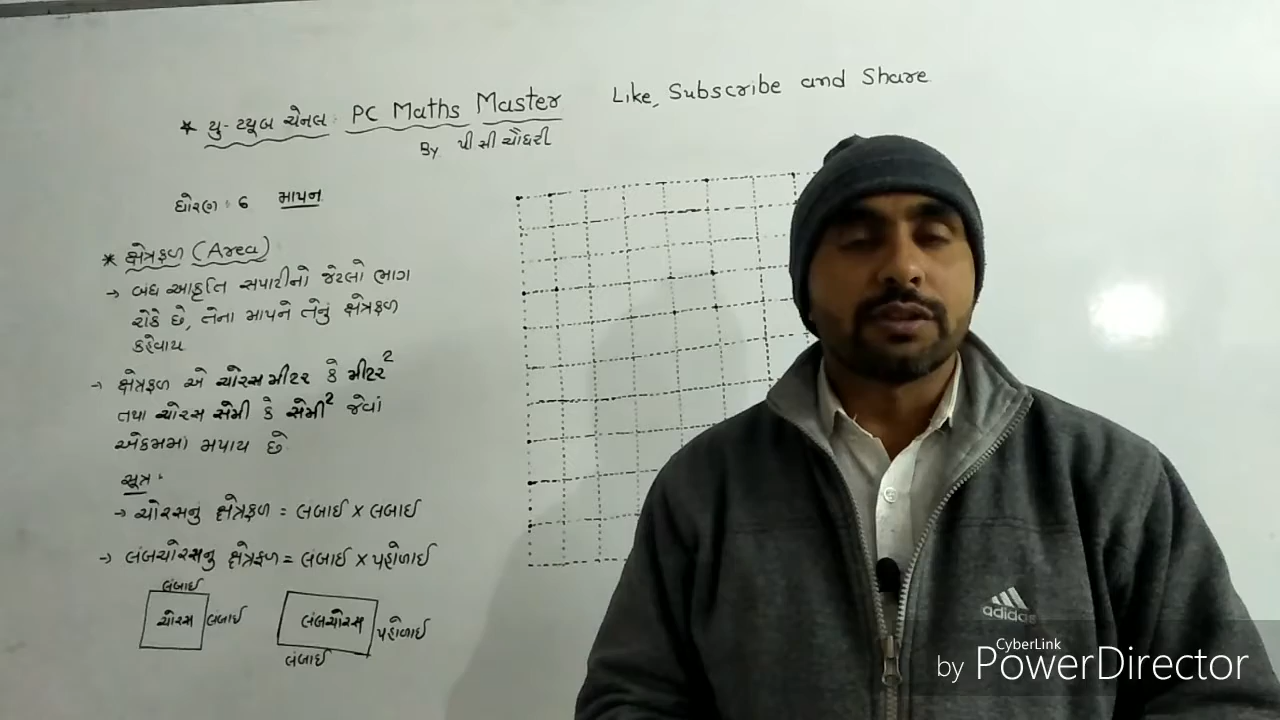 * યુ-ટ્યૂબ ચેનલ : PC Maths Master
Like, Subscribe and Share
By પી સી ચૌધરી
ધોરણ : 6 માપન
* ક્ષેત્રફળ (Area)
→ બંધ આકૃતિ સપાટીનો જેટલો ભાગ
રોકે છે, તેના માપને તેનું ક્ષેત્રફળ
કહેવાય
→ ક્ષેત્રફળ એ ચોરસ મીટર કે મીટર²
તથા ચોરસ સેમી કે સેમી² જેવાં
એકમમાં મપાય છે
સૂત્ર :
→ ચોરસનું ક્ષેત્રફળ = લંબાઈ X લંબાઈ
→ લંબચોરસનુ ક્ષેત્રફળ = લંબાઈ X પહોળાઈ
લંબાઈ
ચોરસ લંબાઈ
લંબચોરસ પહોળાઈ
લંબાઈ
adidas
CyberLink
by PowerDirector